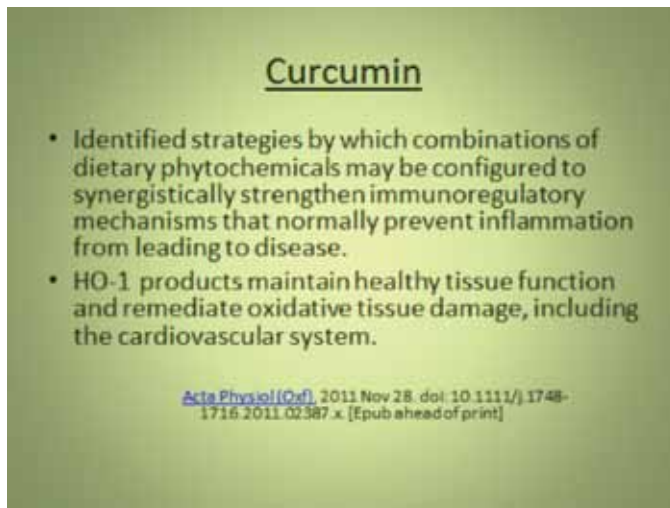 Curcumin
• Identified strategies by which combinations of
dietary phytochemicals may be configured to
synergistically strengthen immunoregulatory
mechanisms that normally prevent inflammation
from leading to disease.
• HO-1 products maintain healthy tissue function
and remediate oxidative tissue damage, including
the cardiovascular system.
Acta Physiol (Oxf). 2011 Nov 28. doi: 10.1111/j.1748-
1716.2011.02387.x. [Epub ahead of print]